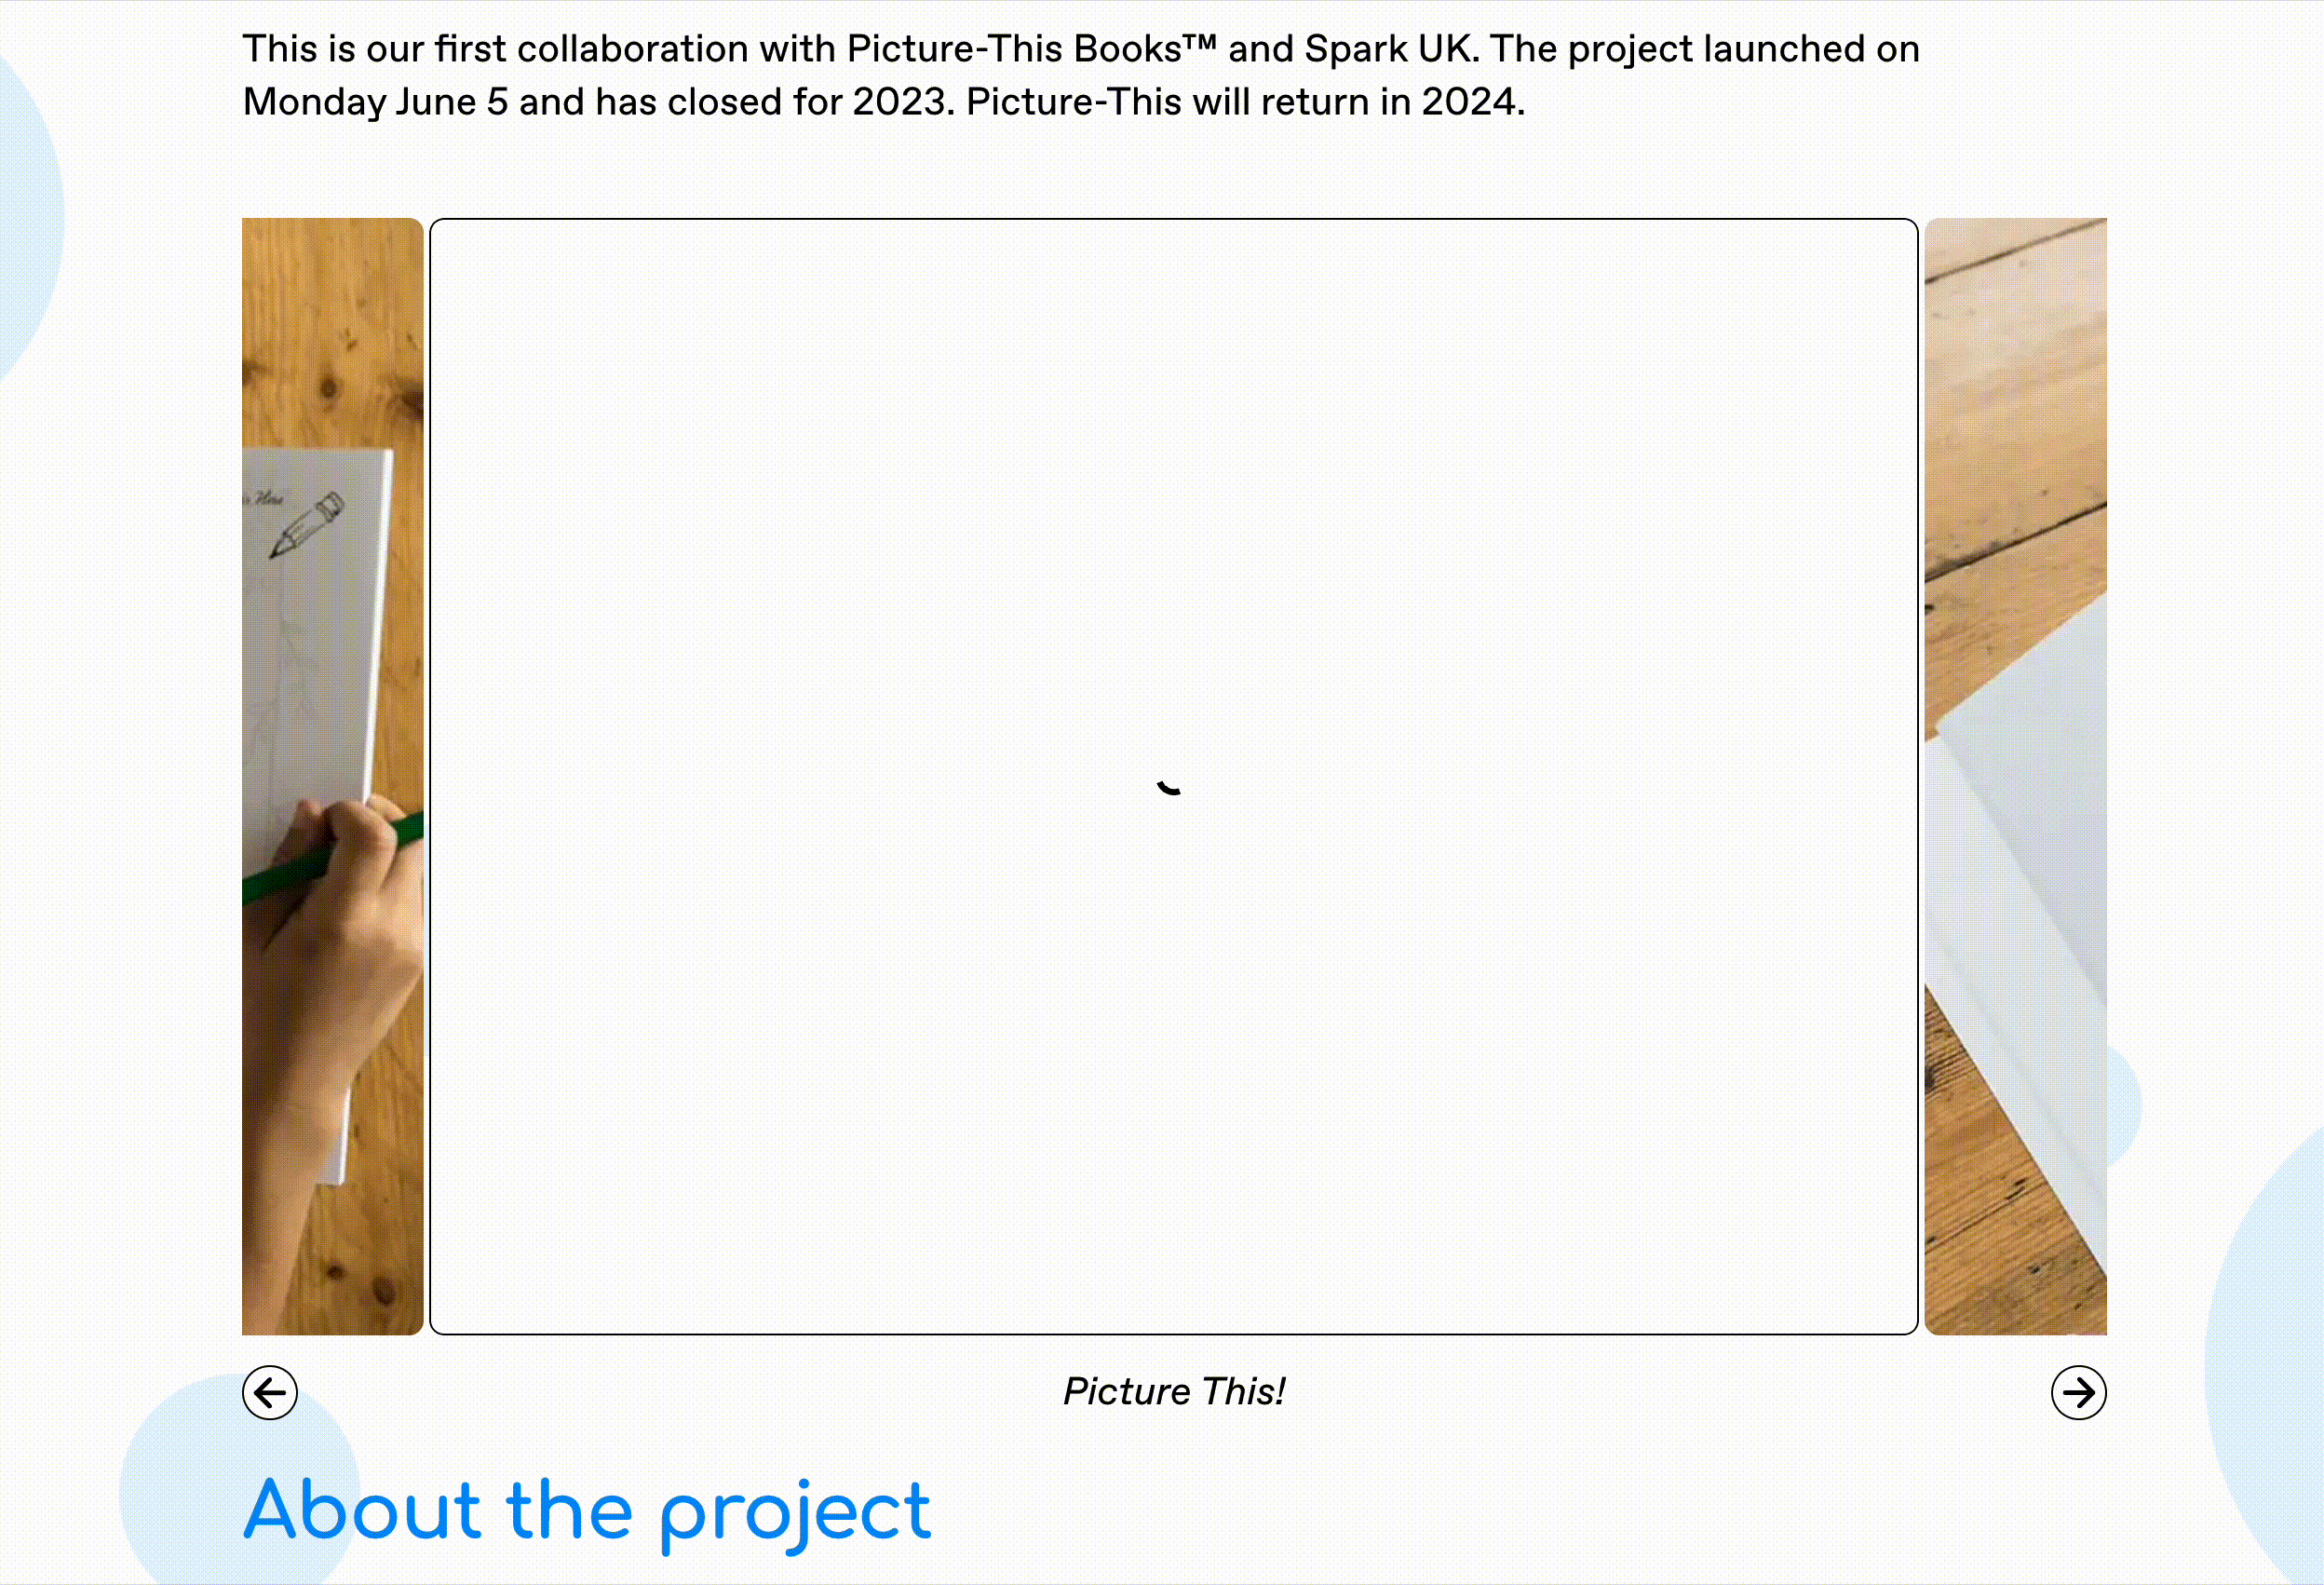 This is our first collaboration with Picture-This Books™ and Spark UK. The project launched on
Monday June 5 and has closed for 2023. Picture-This will return in 2024.
Here
Picture This!
About the project